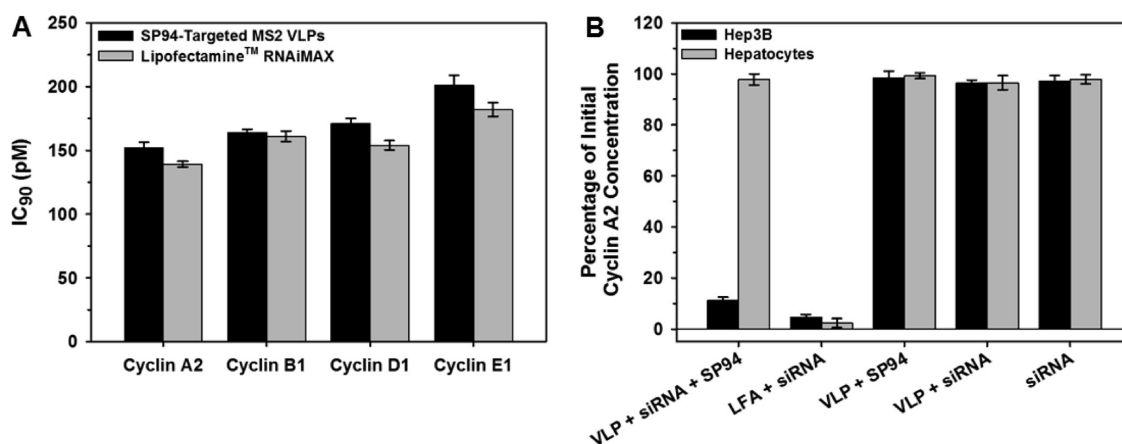 A
SP94-Targeted MS2 VLPs
Lipofectamine™ RNAiMAX
IC90 (pM)
250
200
150
100
50
0
Cyclin A2
Cyclin B1
Cyclin D1
Cyclin E1
B
Hep3B
Hepatocytes
Percentage of Initial
Cyclin A2 Concentration
120
100
80
60
40
20
0
VLP + siRNA + SP94
LFA + siRNA
VLP + SP94
VLP + siRNA
siRNA